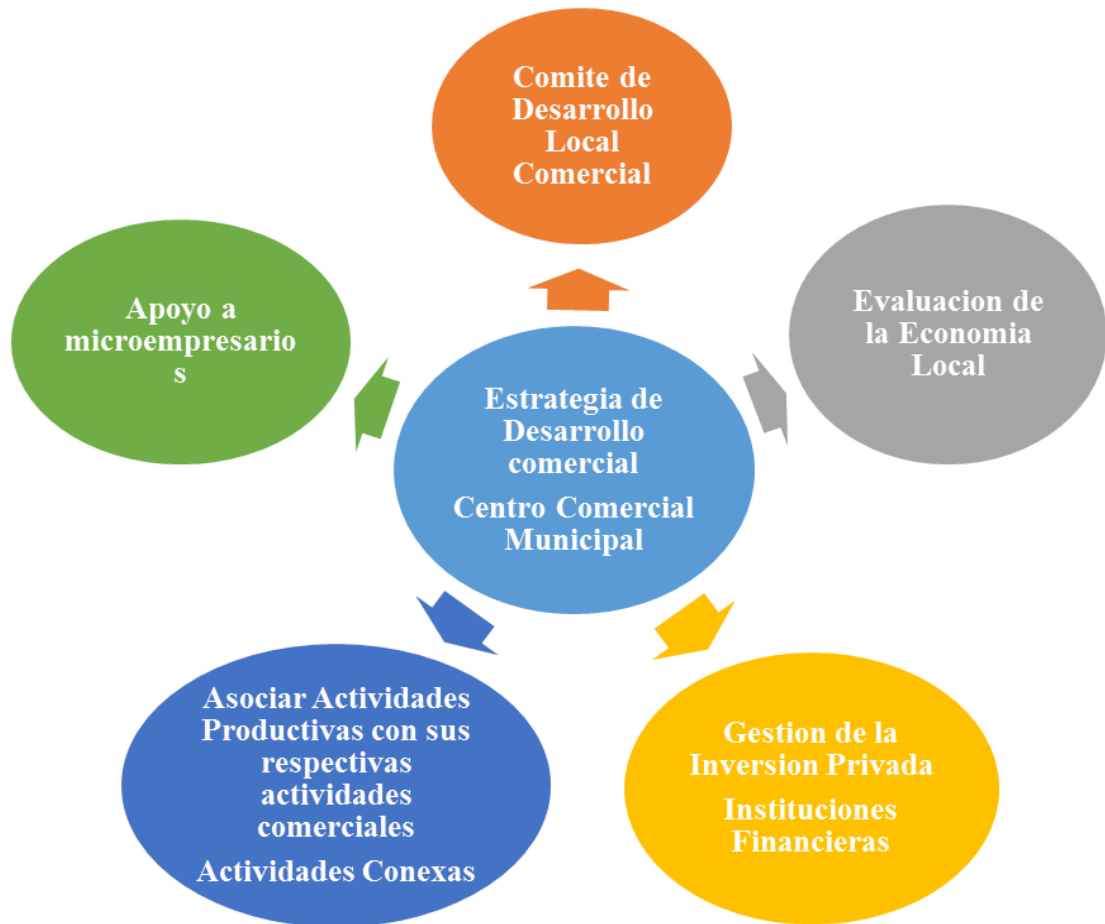 Comite de
Desarrollo
Local
Comercial
Evaluacion de
la Economia
Local
Apoyo a
microempresario
s
Estrategia de
Desarrollo
comercial
Centro Comercial
Municipal
Asociar Actividades
Productivas con sus
respectivas
actividades
comerciales
Actividades Conexas
Gestion de la
Inversion Privada
Instituciones
Financieras